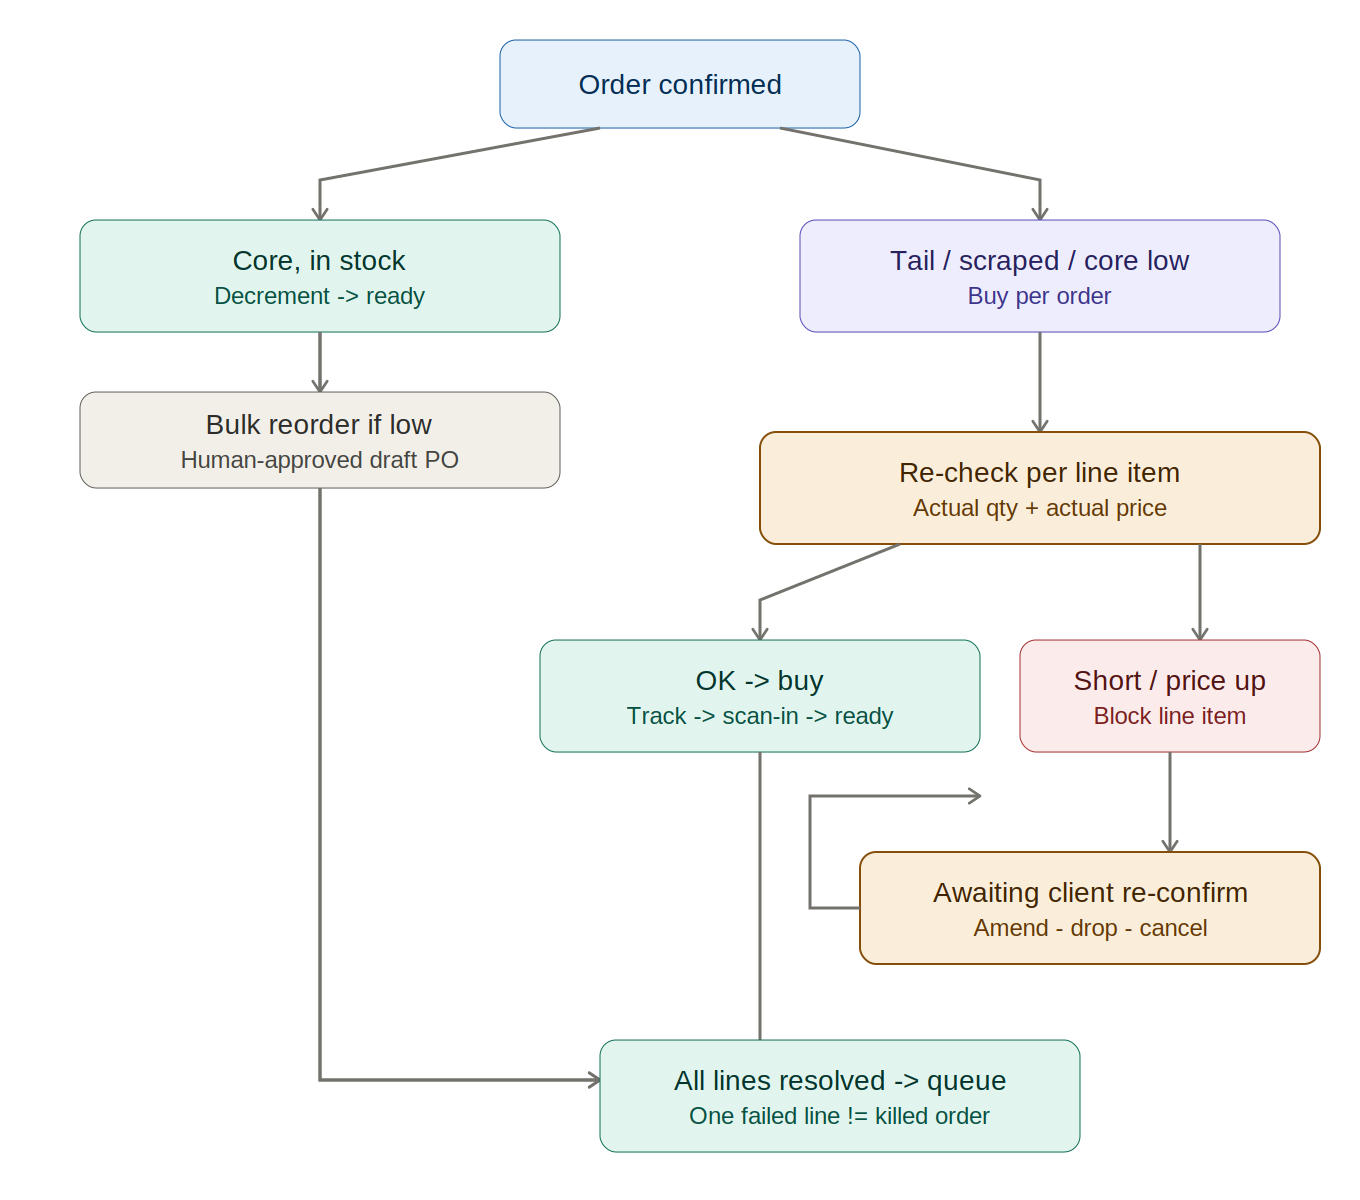 Order confirmed
Core, in stock
Decrement -> ready
Tail / scraped / core low
Buy per order
Bulk reorder if low
Human-approved draft PO
Re-check per line item
Actual qty + actual price
OK -> buy
Track -> scan-in -> ready
Short / price up
Block line item
Awaiting client re-confirm
Amend - drop - cancel
All lines resolved -> queue
One failed line != killed order